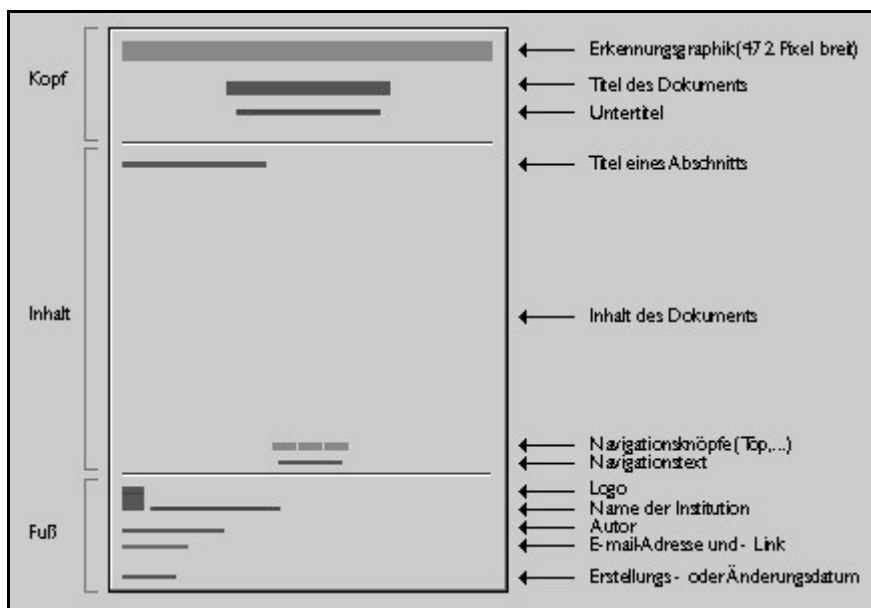 Erkennungsgraphik (472 Pixel breit)
Kopf
Titel des Dokuments
Untertitel
Titel eines Abschnitts
Inhalt
Inhalt des Dokuments
Navigationsknöpfe (Top,...)
Navigationstext
Logo
Name der Institution
Fuß
Autor
E-mail-Adresse und - Link
Erstellungs - oder Änderungsdatum